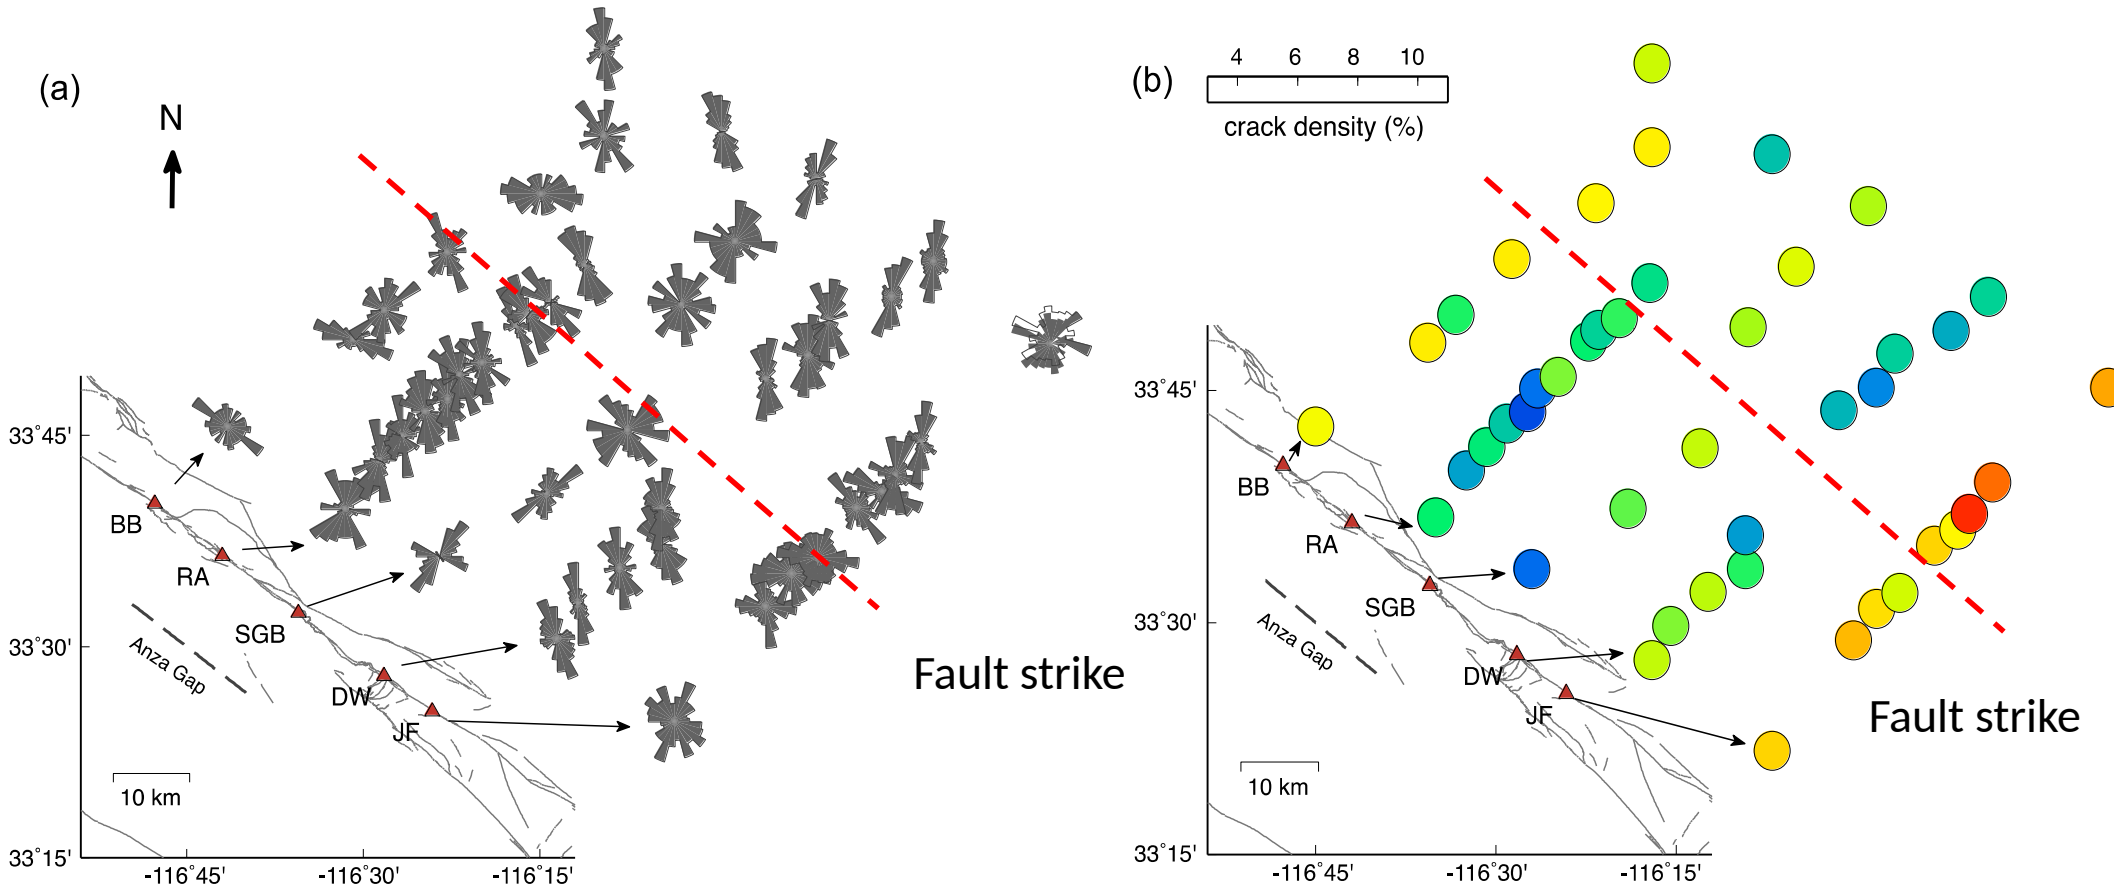 (a)
N
BB
RA
SGB
DW
JF
Anza Gap
10 km
Fault strike
33°45'
33°30'
33°15'
-116°45'
-116°30'
-116°15'
(b)
4 6 8 10
crack density (%)
BB
RA
SGB
DW
JF
Anza Gap
10 km
Fault strike
33°45'
33°30'
33°15'
-116°45'
-116°30'
-116°15'